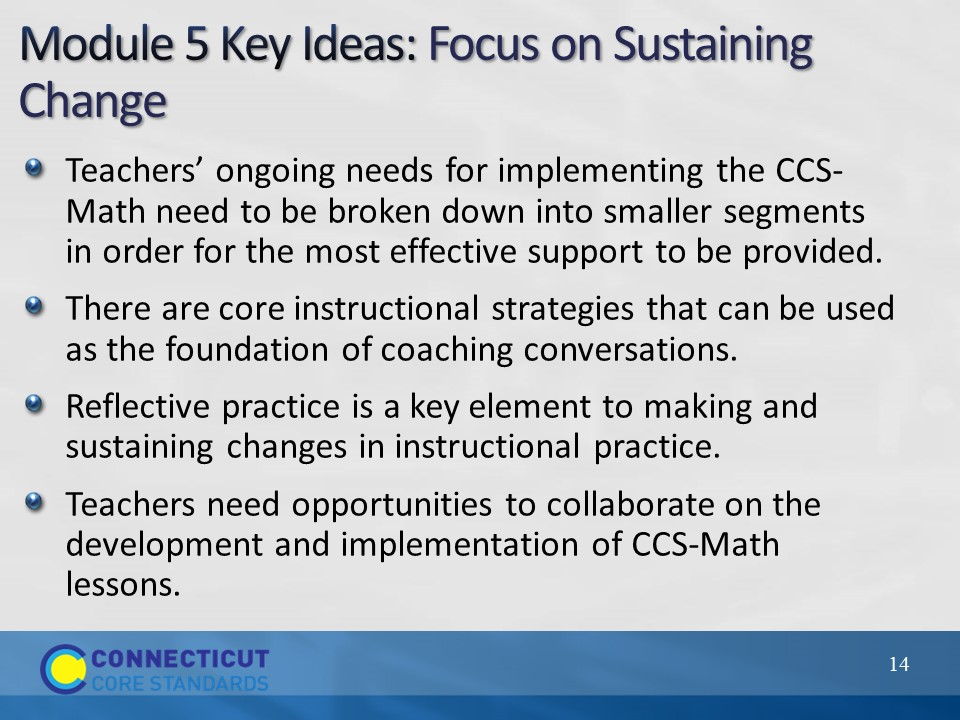 Module 5 Key Ideas: Focus on Sustaining
Change
Teachers’ ongoing needs for implementing the CCS-
Math need to be broken down into smaller segments
in order for the most effective support to be provided.
There are core instructional strategies that can be used
as the foundation of coaching conversations.
Reflective practice is a key element to making and
sustaining changes in instructional practice.
Teachers need opportunities to collaborate on the
development and implementation of CCS-Math
lessons.
CONNECTICUT
CORE STANDARDS
14